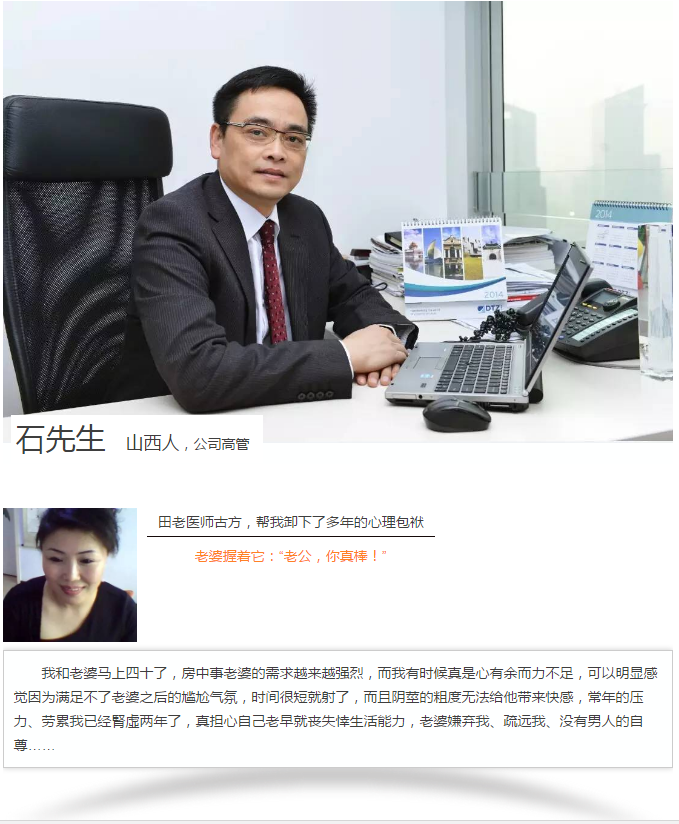 2014
2014
DTZ
石先生 山西人，公司高管
田老医师古方，帮我卸下了多年的心理包袱
老婆握着它：“老公，你真棒！”
我和老婆马上四十了，房中事老婆的需求越来越强烈，而我有时候真是心有余而力不足，可以明显感
觉因为满足不了老婆之后的尴尬气氛，时间很短就射了，而且阴茎的粗度无法给他带来快感，常年的压
力、劳累我已经腎虚两年了，真担心自己老早就丧失悻生活能力，老婆嫌弃我、疏远我、没有男人的自
尊……